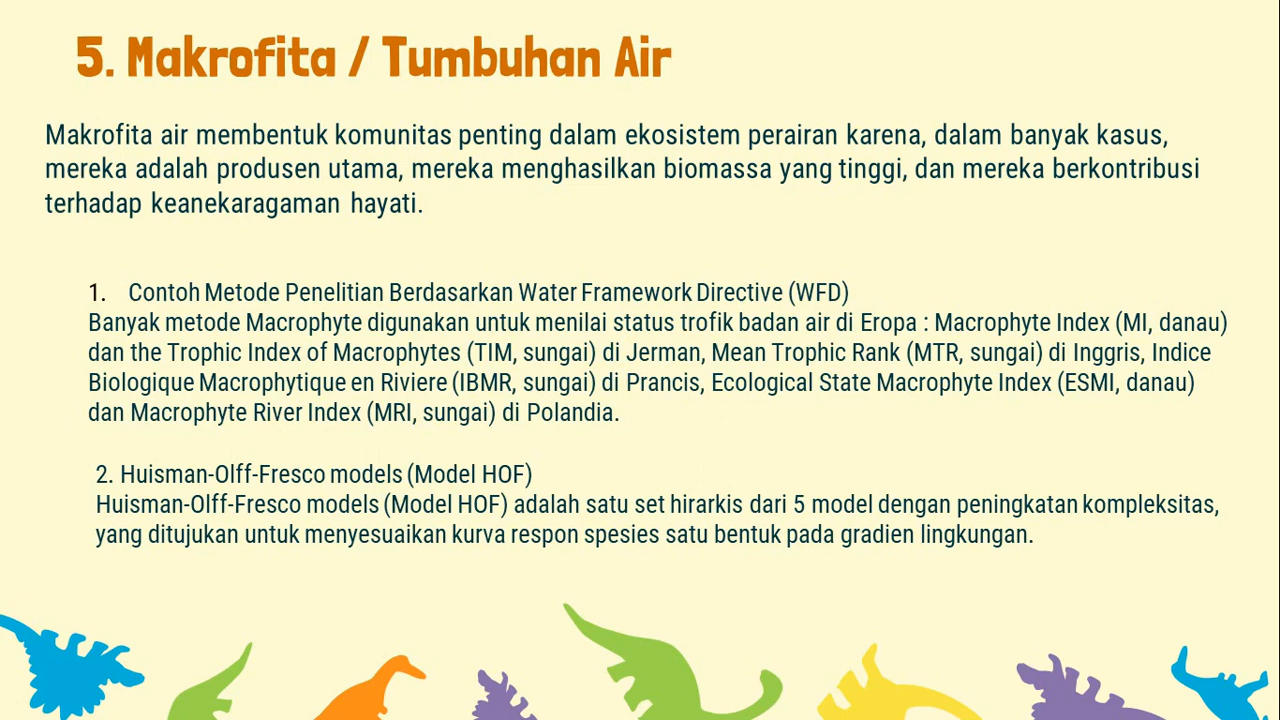 5. Makrofita / Tumbuhan Air
Makrofita air membentuk komunitas penting dalam ekosistem perairan karena, dalam banyak kasus,
mereka adalah produsen utama, mereka menghasilkan biomassa yang tinggi, dan mereka berkontribusi
terhadap keanekaragaman hayati.
1. Contoh Metode Penelitian Berdasarkan Water Framework Directive (WFD)
Banyak metode Macrophyte digunakan untuk menilai status trofik badan air di Eropa : Macrophyte Index (MI, danau)
dan the Trophic Index of Macrophytes (TIM, sungai) di Jerman, Mean Trophic Rank (MTR, sungai) di Inggris, Indice
Biologique Macrophytique en Riviere (IBMR, sungai) di Prancis, Ecological State Macrophyte Index (ESMI, danau)
dan Macrophyte River Index (MRI, sungai) di Polandia.
2. Huisman-Olff-Fresco models (Model HOF)
Huisman-Olff-Fresco models (Model HOF) adalah satu set hirarkis dari 5 model dengan peningkatan kompleksitas,
yang ditujukan untuk menyesuaikan kurva respon spesies satu bentuk pada gradien lingkungan.